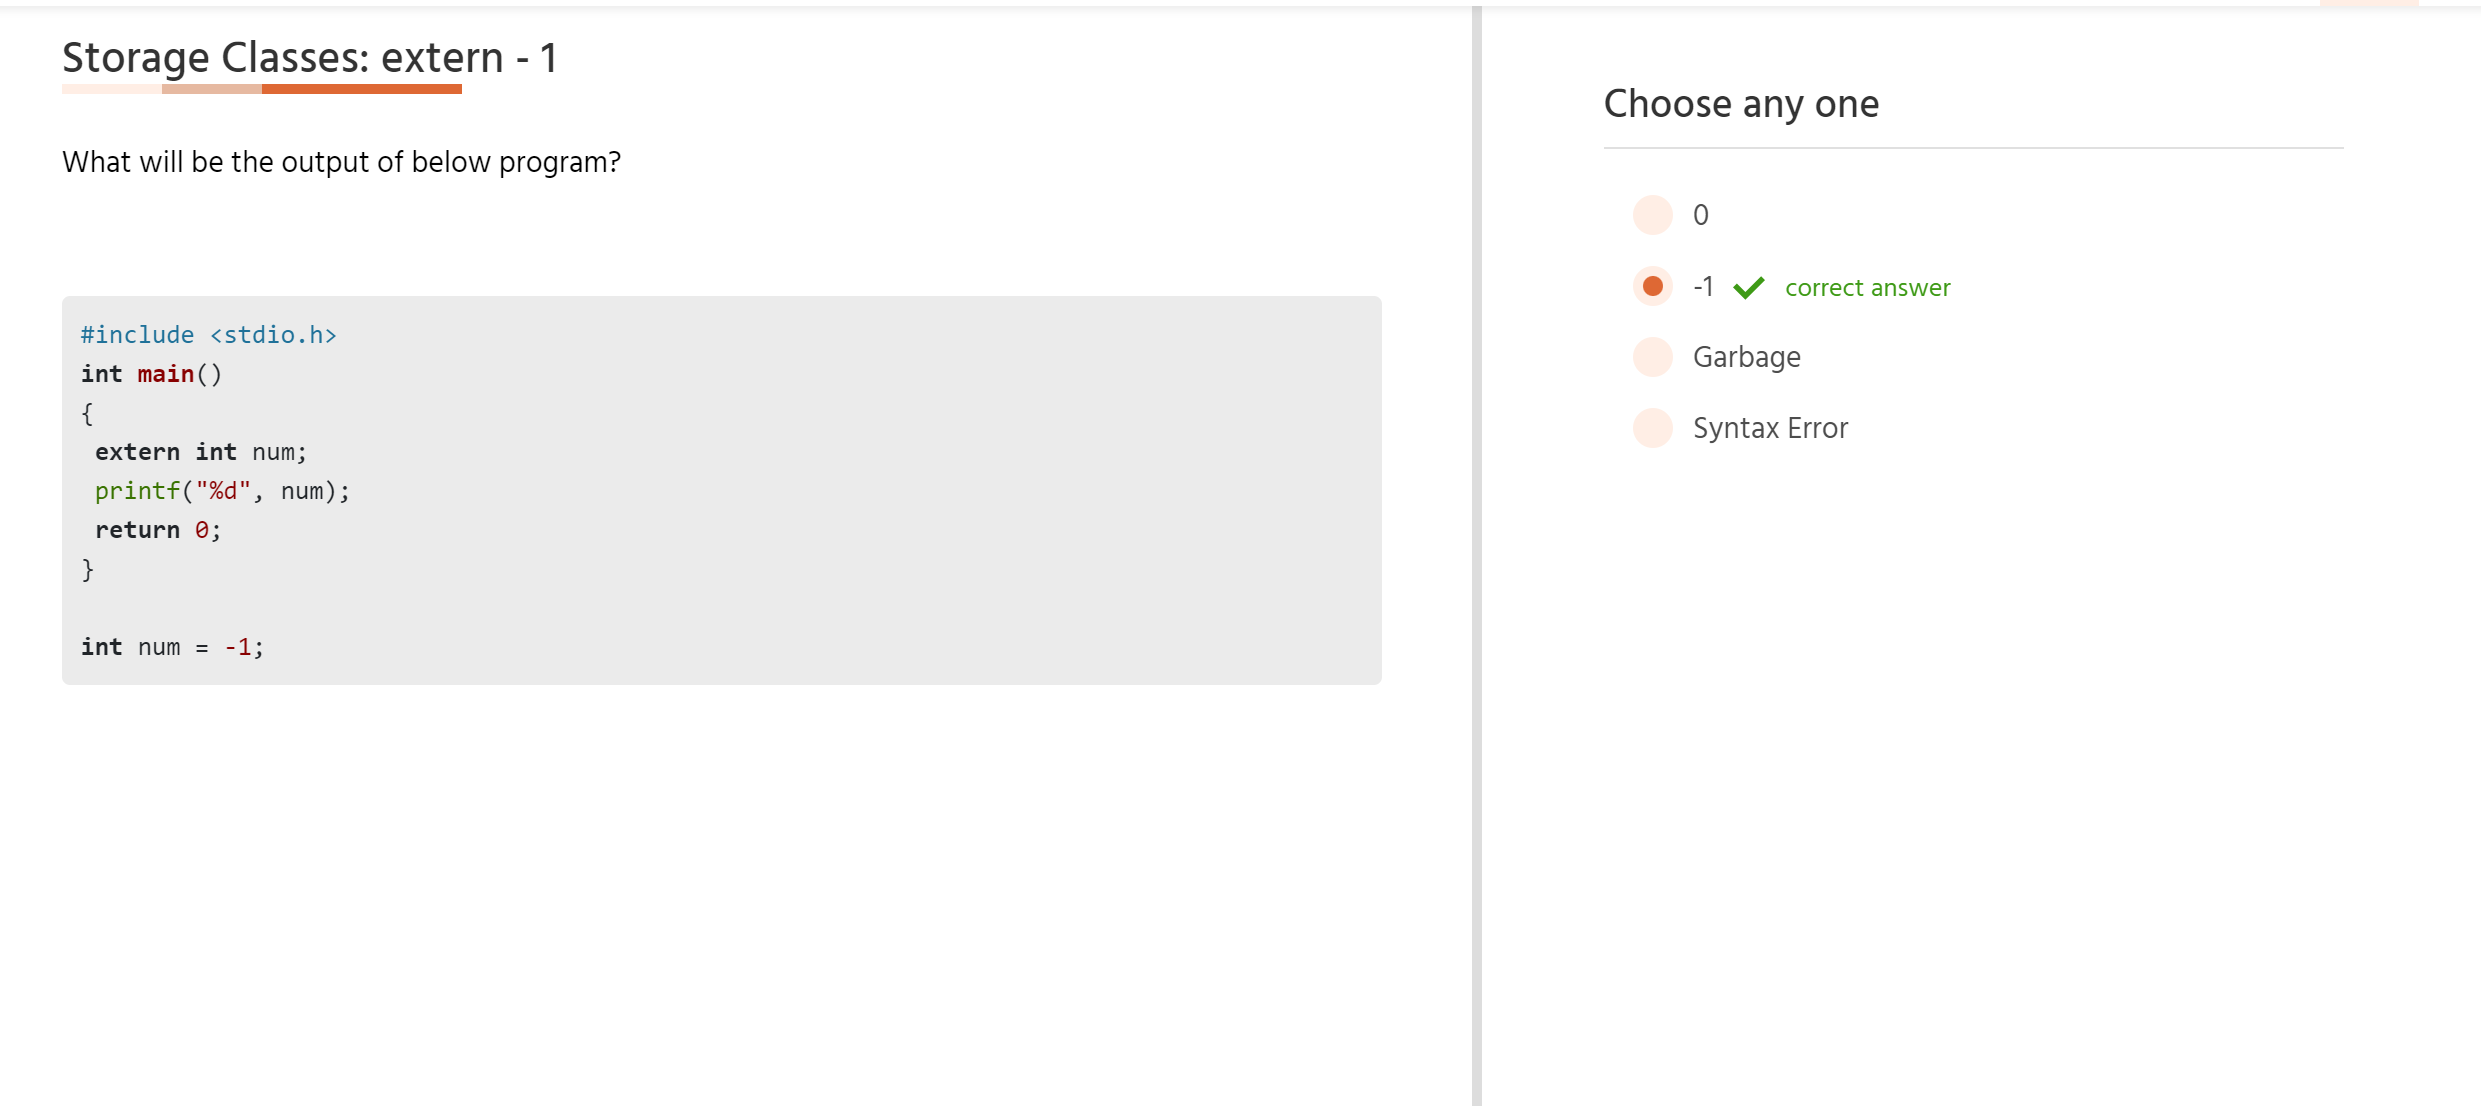 Storage Classes: extern - 1
What will be the output of below program?
#include <stdio.h>
int main()
{
 extern int num;
 printf("%d", num);
 return 0;
}
int num = -1;
Choose any one
0
-1 correct answer
Garbage
Syntax Error